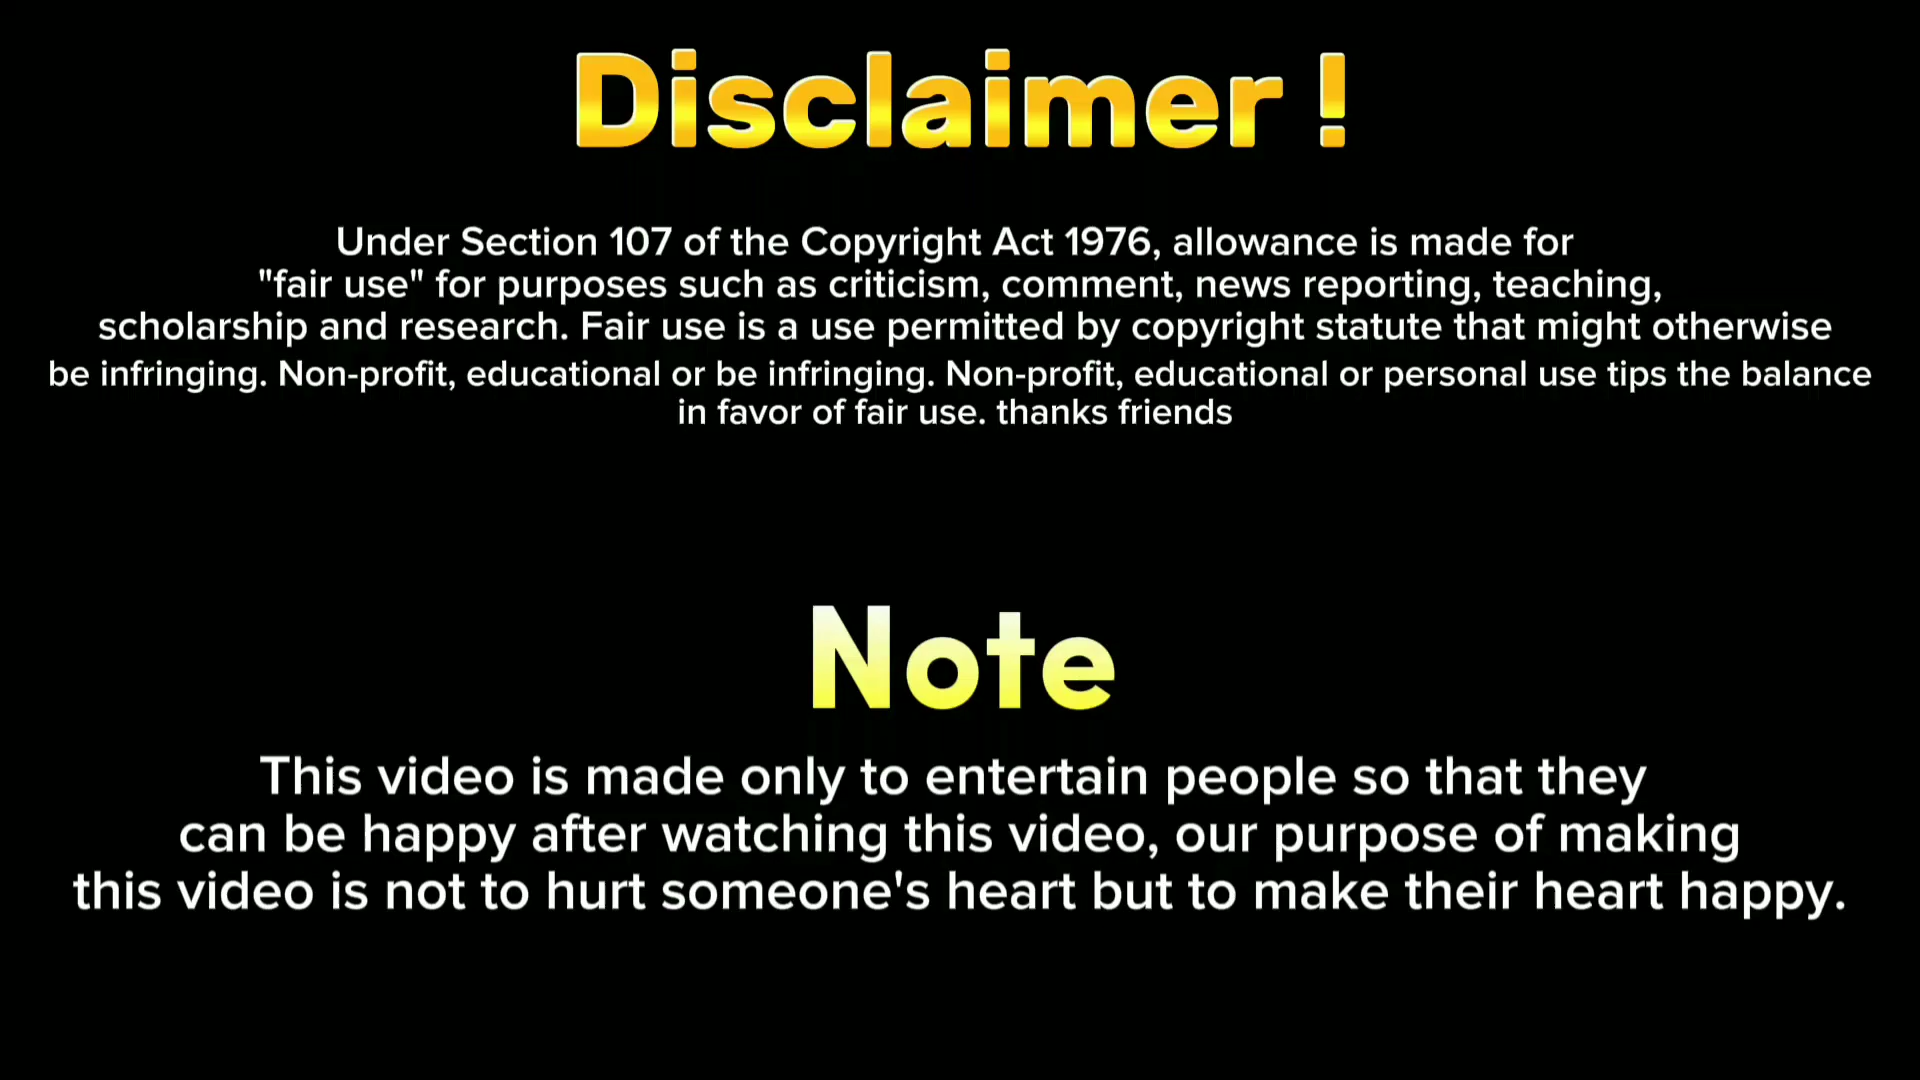 Disclaimer !
Under Section 107 of the Copyright Act 1976, allowance is made for
"fair use" for purposes such as criticism, comment, news reporting, teaching,
scholarship and research. Fair use is a use permitted by copyright statute that might otherwise
be infringing. Non-profit, educational or be infringing. Non-profit, educational or personal use tips the balance
in favor of fair use. thanks friends
Note
This video is made only to entertain people so that they
can be happy after watching this video, our purpose of making
this video is not to hurt someone's heart but to make their heart happy.